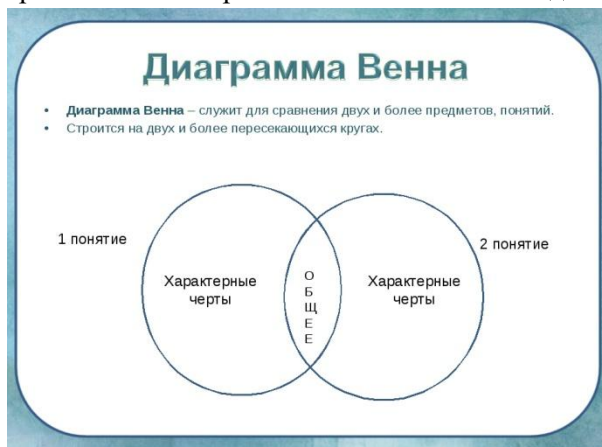 Диаграмма Венна
• Диаграмма Венна – служит для сравнения двух и более предметов, понятий.
• Строится на двух и более пересекающихся кругах.
1 понятие
2 понятие
Характерные
черты
О
Б
Щ
Е
Е
Характерные
черты